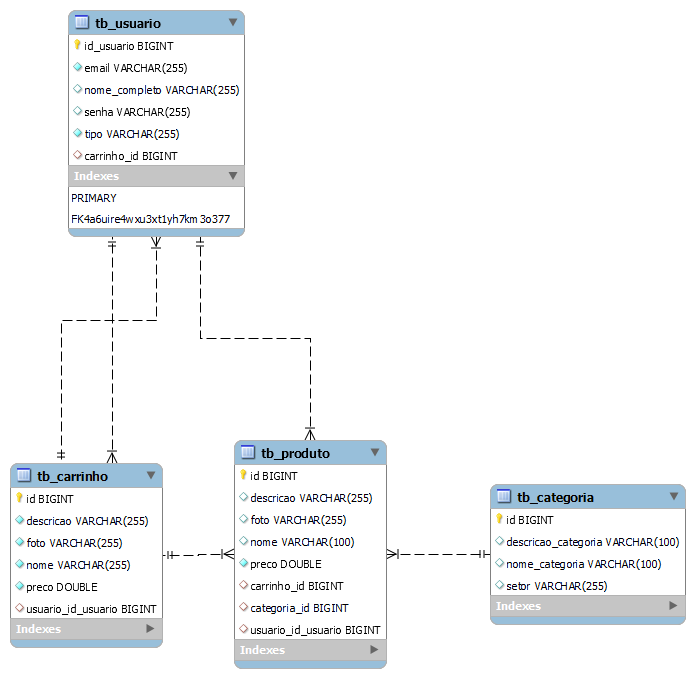 tb_usuario
id_usuario BIGINT
email VARCHAR(255)
nome_completo VARCHAR(255)
senha VARCHAR(255)
tipo VARCHAR(255)
carrinho_id BIGINT
Indexes
PRIMARY
FK4a6uire4wxu3xt1yh7km3o377
tb_carrinho
id BIGINT
descricao VARCHAR(255)
foto VARCHAR(255)
nome VARCHAR(255)
preco DOUBLE
usuario_id_usuario BIGINT
Indexes
tb_produto
id BIGINT
descricao VARCHAR(255)
foto VARCHAR(255)
nome VARCHAR(100)
preco DOUBLE
carrinho_id BIGINT
categoria_id BIGINT
usuario_id_usuario BIGINT
Indexes
tb_categoria
id BIGINT
descricao_categoria VARCHAR(100)
nome_categoria VARCHAR(100)
setor VARCHAR(255)
Indexes